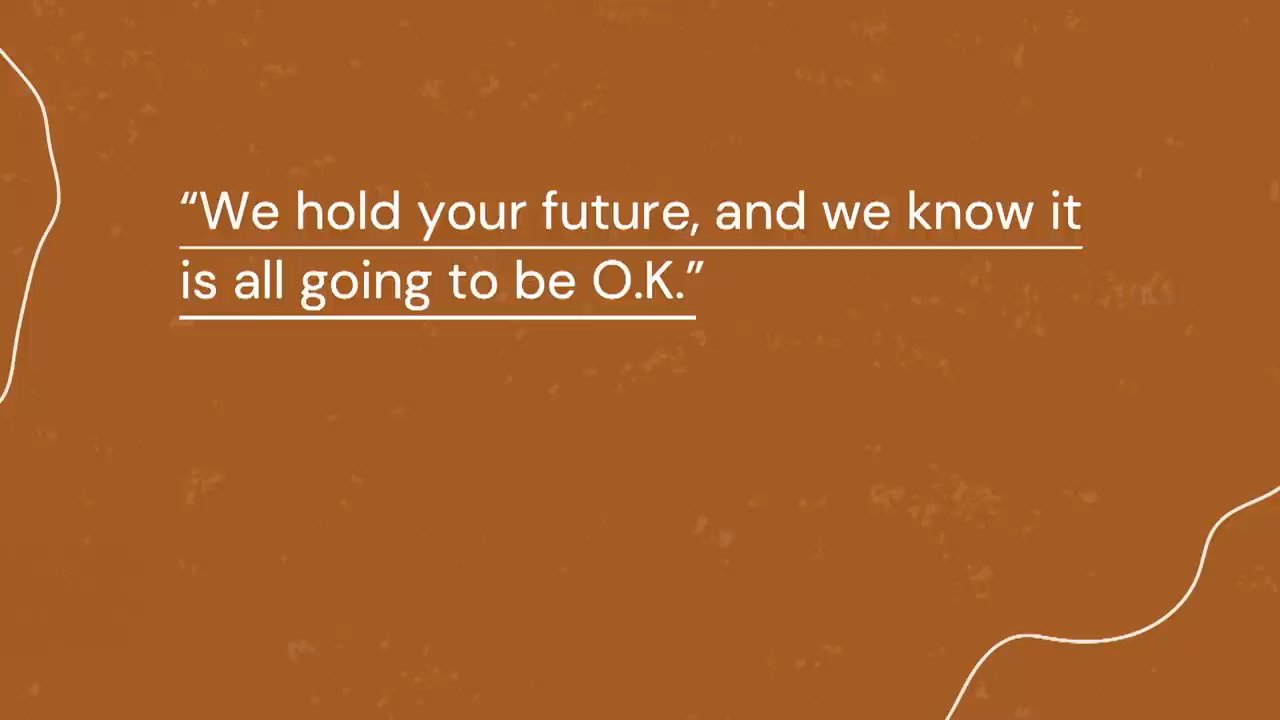 “We hold your future, and we know it
is all going to be O.K.”